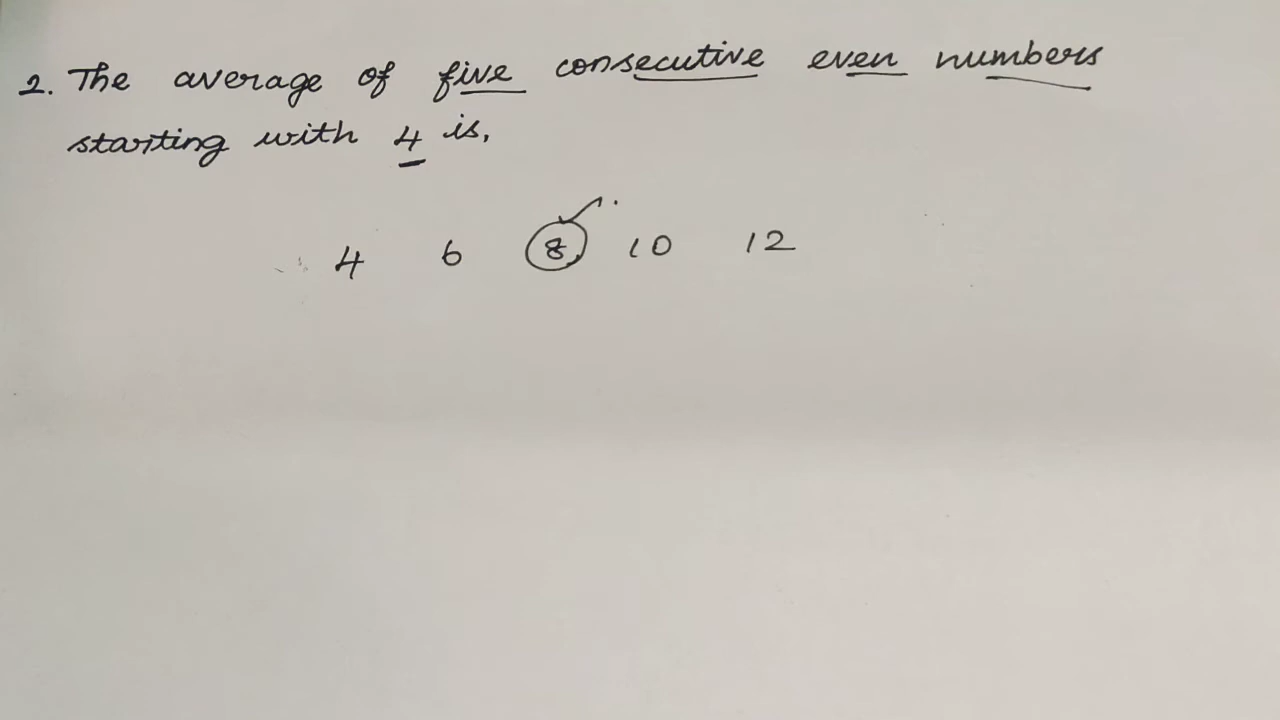 2. The average of five consecutive even numbers
starting with 4 is,
4 6 8 10 12